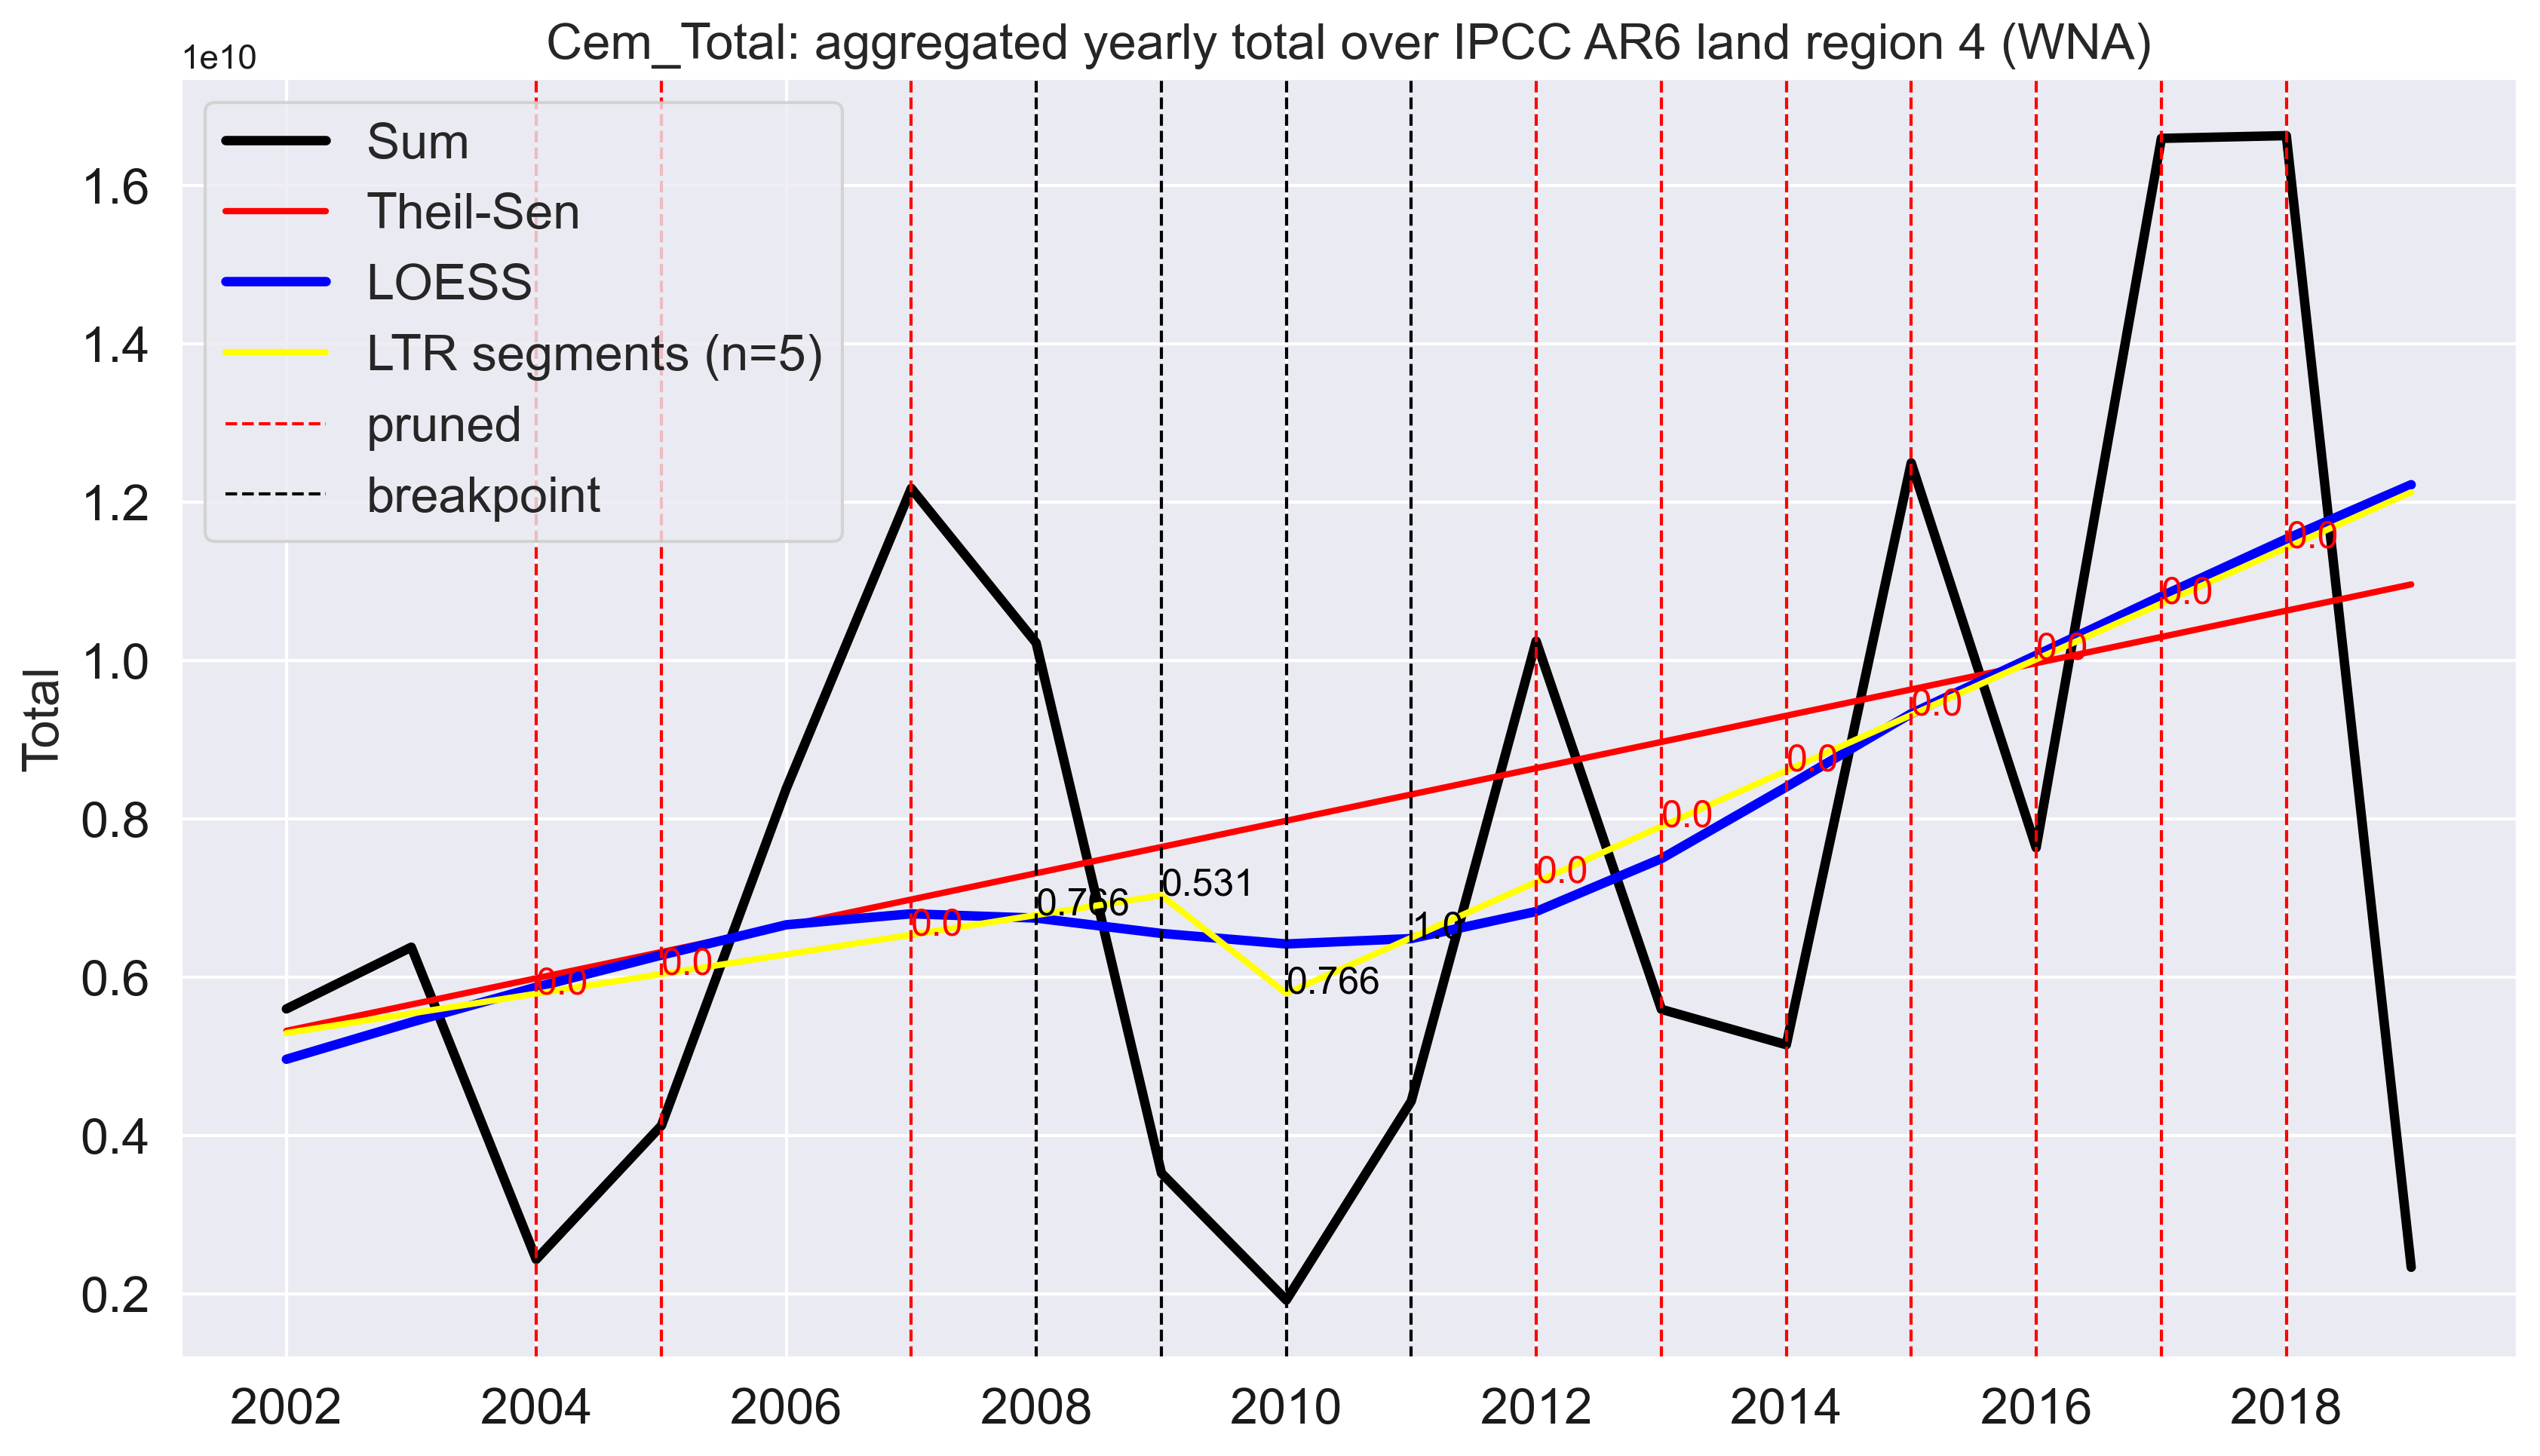 Cem_Total: aggregated yearly total over IPCC AR6 land region 4 (WNA)
1e10
Sum
Theil-Sen
LOESS
LTR segments (n=5)
pruned
breakpoint
Total
1.6
1.4
1.2
1.0
0.8
0.6
0.4
0.2
0.0
0.0
0.0
0.766
0.531
0.766
1.0
0.0
0.0
0.0
0.0
0.0
0.0
0.0
2002 2004 2006 2008 2010 2012 2014 2016 2018